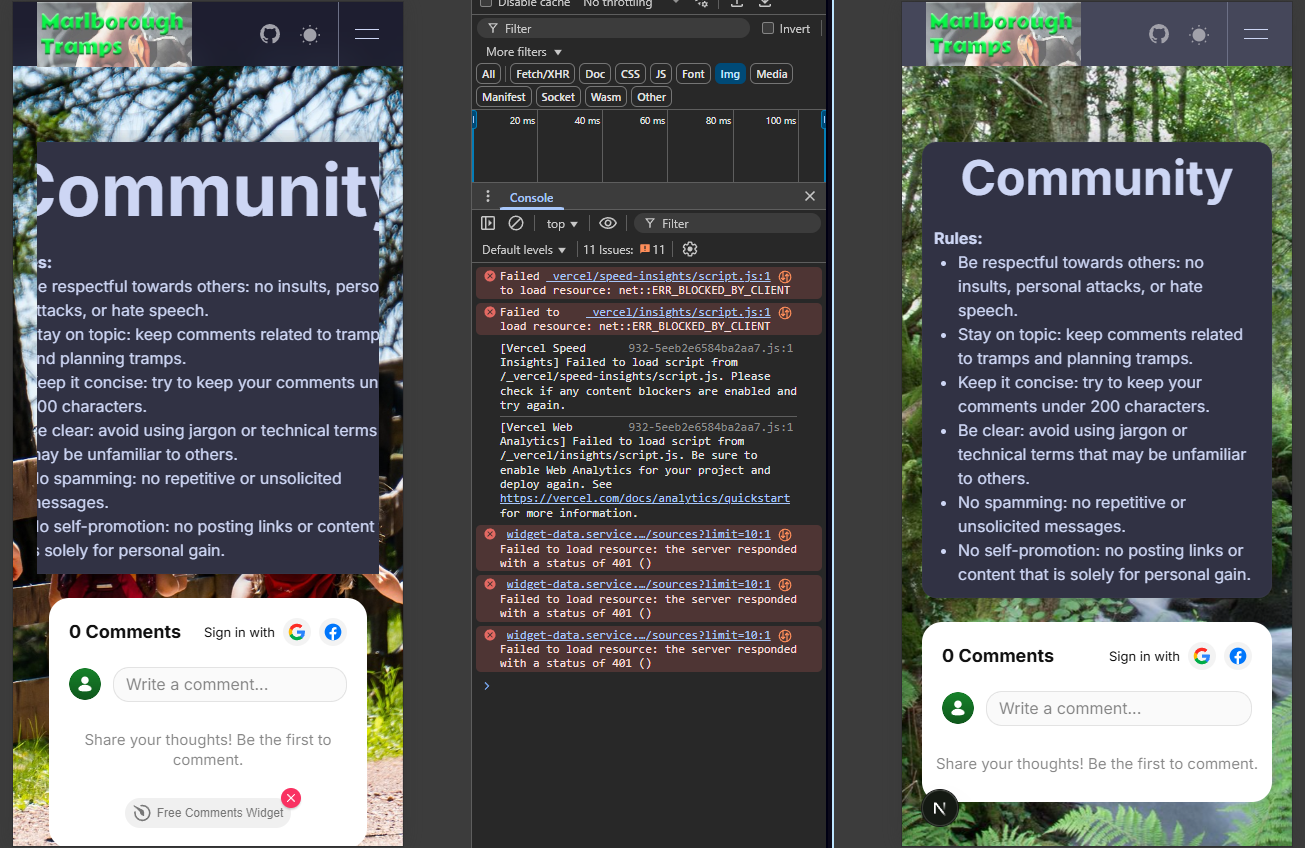 Marlborough
Tramps
Community
s:
e respectful towards others: no insults, perso
ttacks, or hate speech.
tay on topic: keep comments related to tramp
nd planning tramps.
eep it concise: try to keep your comments un
00 characters.
e clear: avoid using jargon or technical terms
may be unfamiliar to others.
lo spamming: no repetitive or unsolicited
messages.
lo self-promotion: no posting links or content
s solely for personal gain.
0 Comments
Sign in with
Write a comment...
Share your thoughts! Be the first to
comment.
Free Comments Widget
Disable cache
No throttling
Filter
Invert
More filters
All
Fetch/XHR
Doc
CSS
JS
Font
Img
Media
Manifest
Socket
Wasm
Other
20 ms
40 ms
60 ms
80 ms
100 ms
Console
top
Filter
Default levels
11 Issues:
11
Failed _vercel/speed-insights/script.js:1
to load resource: net::ERR_BLOCKED_BY_CLIENT
Failed to _vercel/insights/script.js:1
load resource: net::ERR_BLOCKED_BY_CLIENT
[Vercel Speed 932-5eeb2e6584ba2aa7.js:1
Insights] Failed to load script from
/_vercel/speed-insights/script.js. Please
check if any content blockers are enabled and
try again.
[Vercel Web 932-5eeb2e6584ba2aa7.js:1
Analytics] Failed to load script from
/_vercel/insights/script.js. Be sure to
enable Web Analytics for your project and
deploy again. See
https://vercel.com/docs/analytics/quickstart
for more information.
widget-data.service.…/sources?limit=10:1
Failed to load resource: the server responded
with a status of 401 ()
widget-data.service.…/sources?limit=10:1
Failed to load resource: the server responded
with a status of 401 ()
widget-data.service.…/sources?limit=10:1
Failed to load resource: the server responded
with a status of 401 ()
Marlborough
Tramps
Community
Rules:
• Be respectful towards others: no
insults, personal attacks, or hate
speech.
• Stay on topic: keep comments related
to tramps and planning tramps.
• Keep it concise: try to keep your
comments under 200 characters.
• Be clear: avoid using jargon or
technical terms that may be unfamiliar
to others.
• No spamming: no repetitive or
unsolicited messages.
• No self-promotion: no posting links or
content that is solely for personal gain.
0 Comments
Sign in with
Write a comment...
Share your thoughts! Be the first to comment.
N